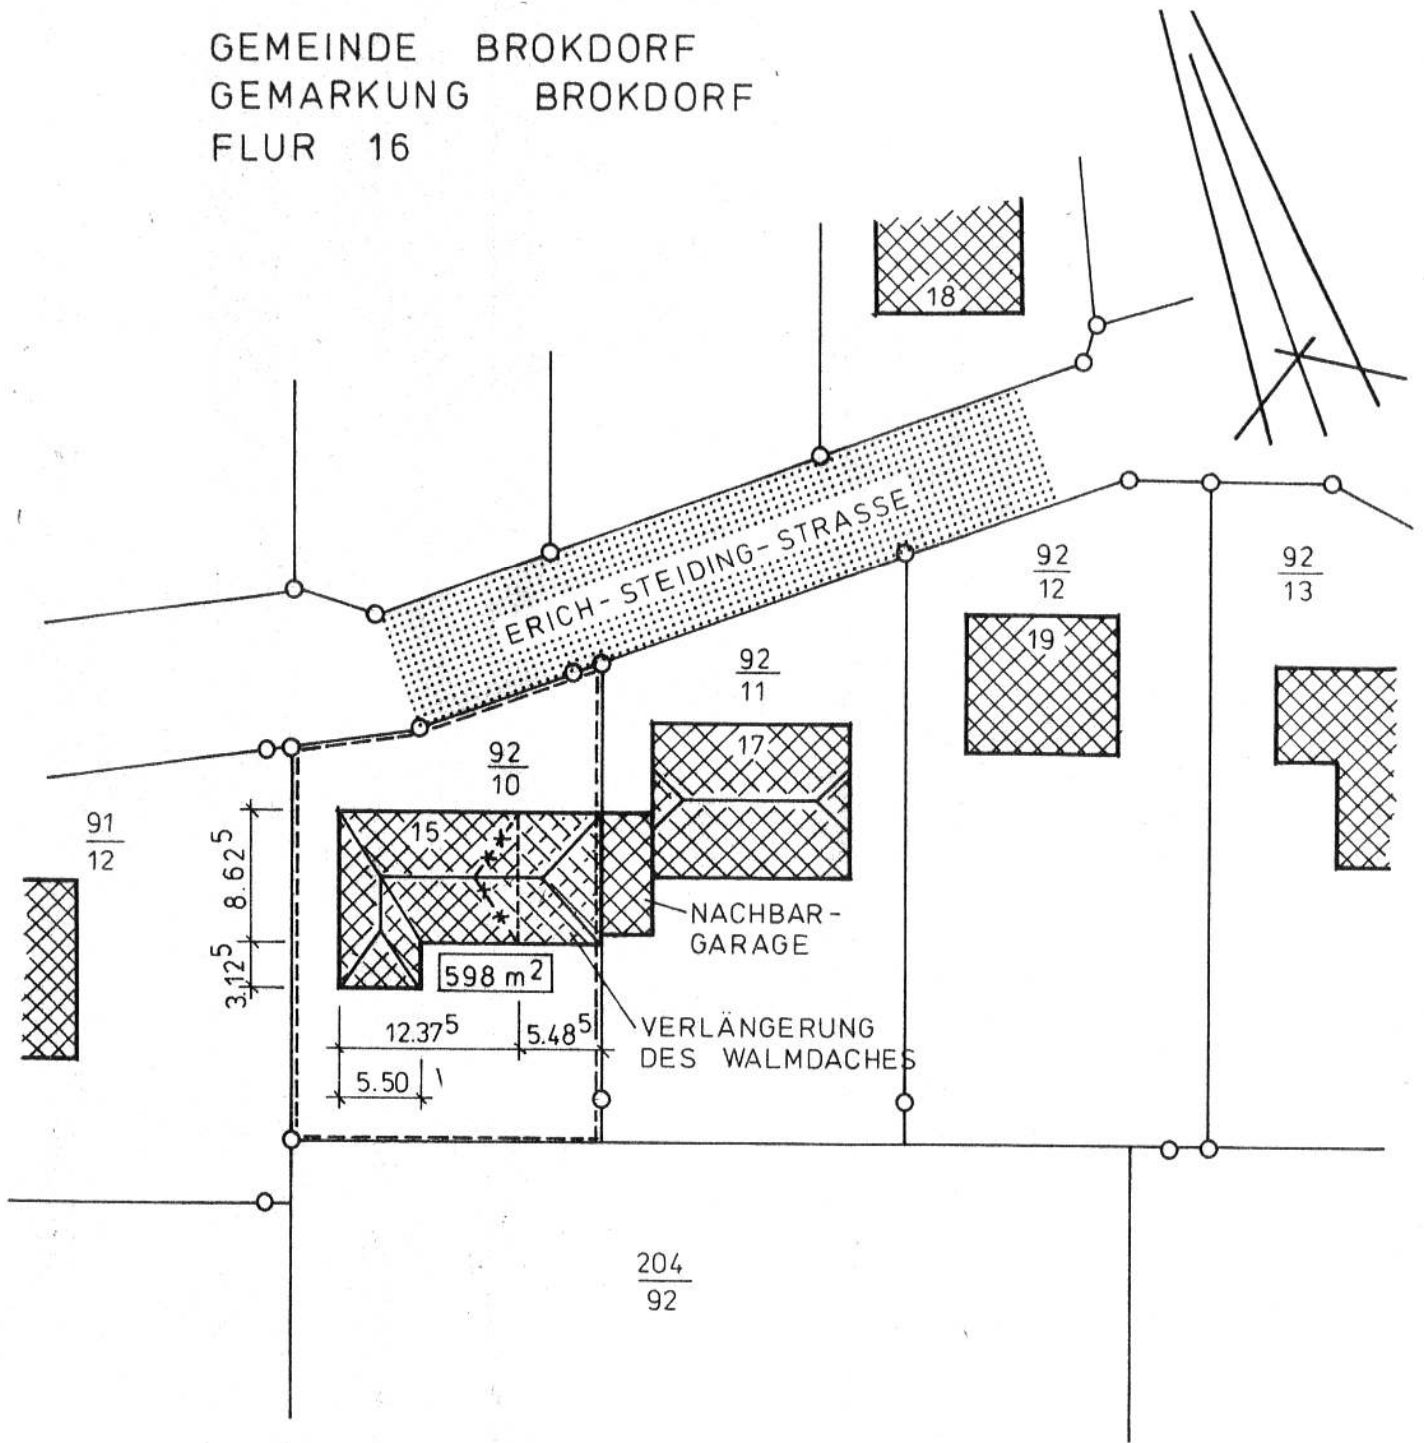 GEMEINDE BROKDORF
GEMARKUNG BROKDORF
FLUR 16
18
ERICH-STEIDING-STRASSE
92
12
92
13
19
92
11
17
92
10
15
91
12
8.62⁵
3,12⁵
NACHBAR-
GARAGE
598 m²
12.37⁵
5.48⁵
VERLÄNGERUNG
DES WALMDACHES
5.50
204
92